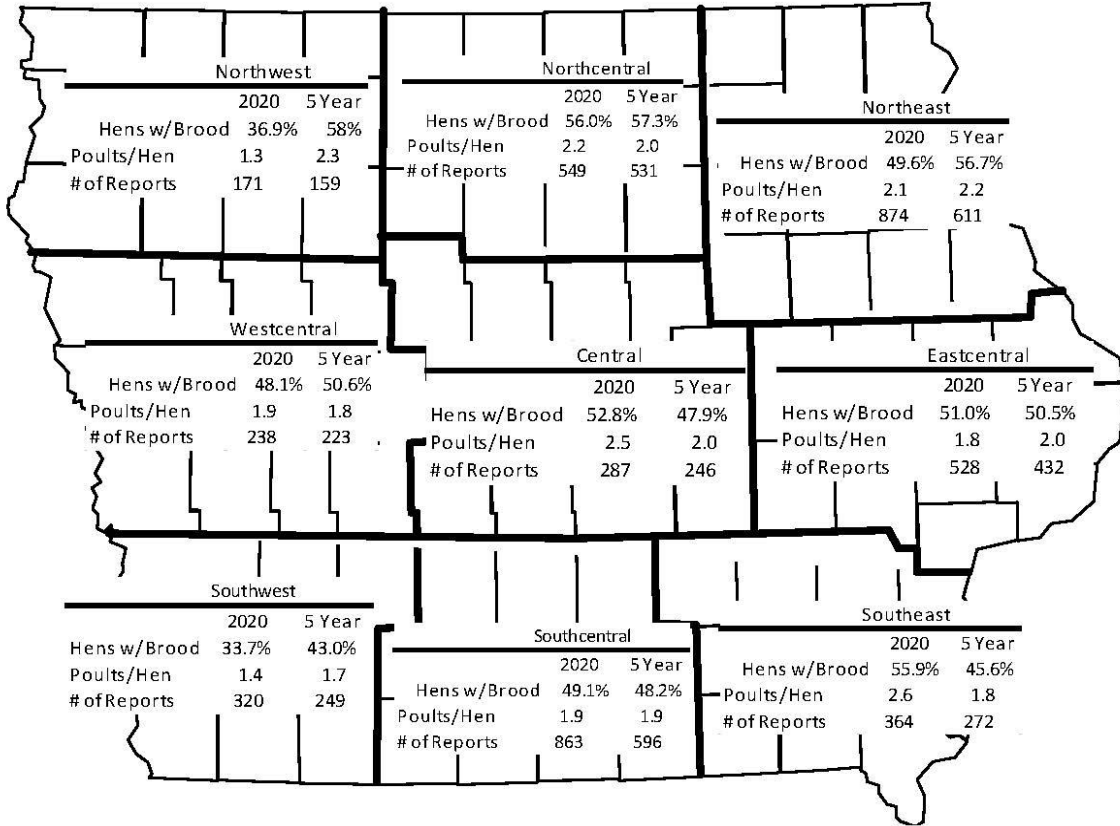 Northwest
2020 5 Year
Hens w/Brood 36.9% 58%
Poults/Hen 1.3 2.3
# of Reports 171 159
Northcentral
2020 5 Year
Hens w/Brood 56.0% 57.3%
Poults/Hen 2.2 2.0
# of Reports 549 531
Northeast
2020 5 Year
Hens w/Brood 49.6% 56.7%
Poults/Hen 2.1 2.2
# of Reports 874 611
Westcentral
2020 5 Year
Hens w/Brood 48.1% 50.6%
Poults/Hen 1.9 1.8
# of Reports 238 223
Central
2020 5 Year
Hens w/Brood 52.8% 47.9%
Poults/Hen 2.5 2.0
# of Reports 287 246
Eastcentral
2020 5 Year
Hens w/Brood 51.0% 50.5%
Poults/Hen 1.8 2.0
# of Reports 528 432
Southwest
2020 5 Year
Hens w/Brood 33.7% 43.0%
Poults/Hen 1.4 1.7
# of Reports 320 249
Southcentral
2020 5 Year
Hens w/Brood 49.1% 48.2%
Poults/Hen 1.9 1.9
# of Reports 863 596
Southeast
2020 5 Year
Hens w/Brood 55.9% 45.6%
Poults/Hen 2.6 1.8
# of Reports 364 272